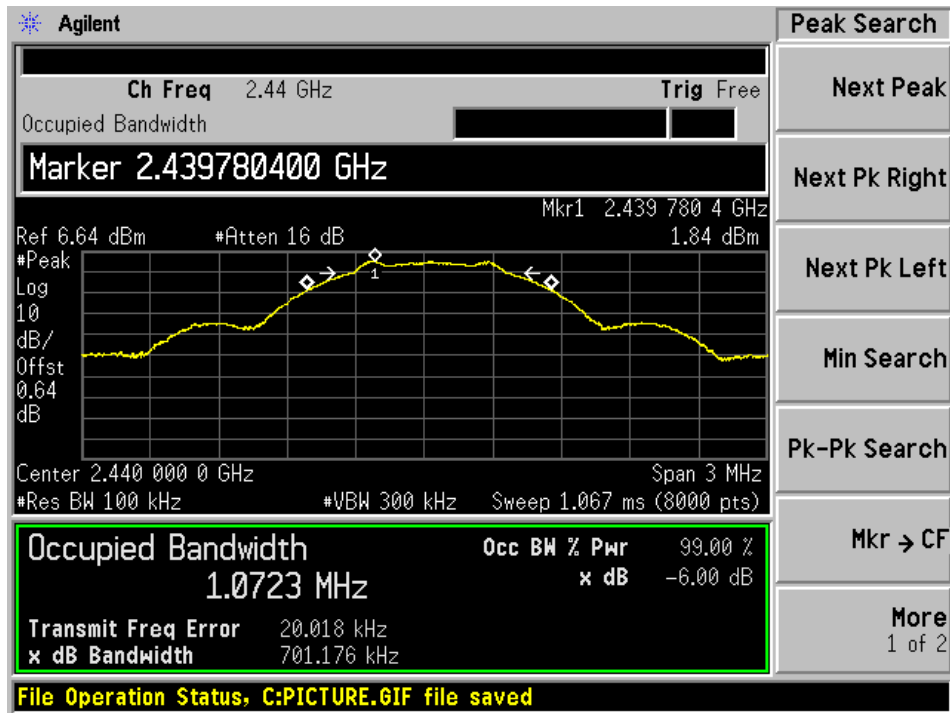 Agilent
Peak Search
Ch Freq 2.44 GHz Trig Free
Occupied Bandwidth
Marker 2.439780400 GHz
Mkr1 2.439 780 4 GHz
Ref 6.64 dBm #Atten 16 dB 1.84 dBm
#Peak
Log
10
dB/
Offst
0.64
dB
1
Center 2.440 000 0 GHz Span 3 MHz
#Res BW 100 kHz #VBW 300 kHz Sweep 1.067 ms (8000 pts)
Occupied Bandwidth Occ BW % Pwr 99.00 %
1.0723 MHz x dB -6.00 dB
Transmit Freq Error 20.018 kHz
x dB Bandwidth 701.176 kHz
File Operation Status, C:PICTURE.GIF file saved
Next Peak
Next Pk Right
Next Pk Left
Min Search
Pk-Pk Search
Mkr → CF
More
1 of 2